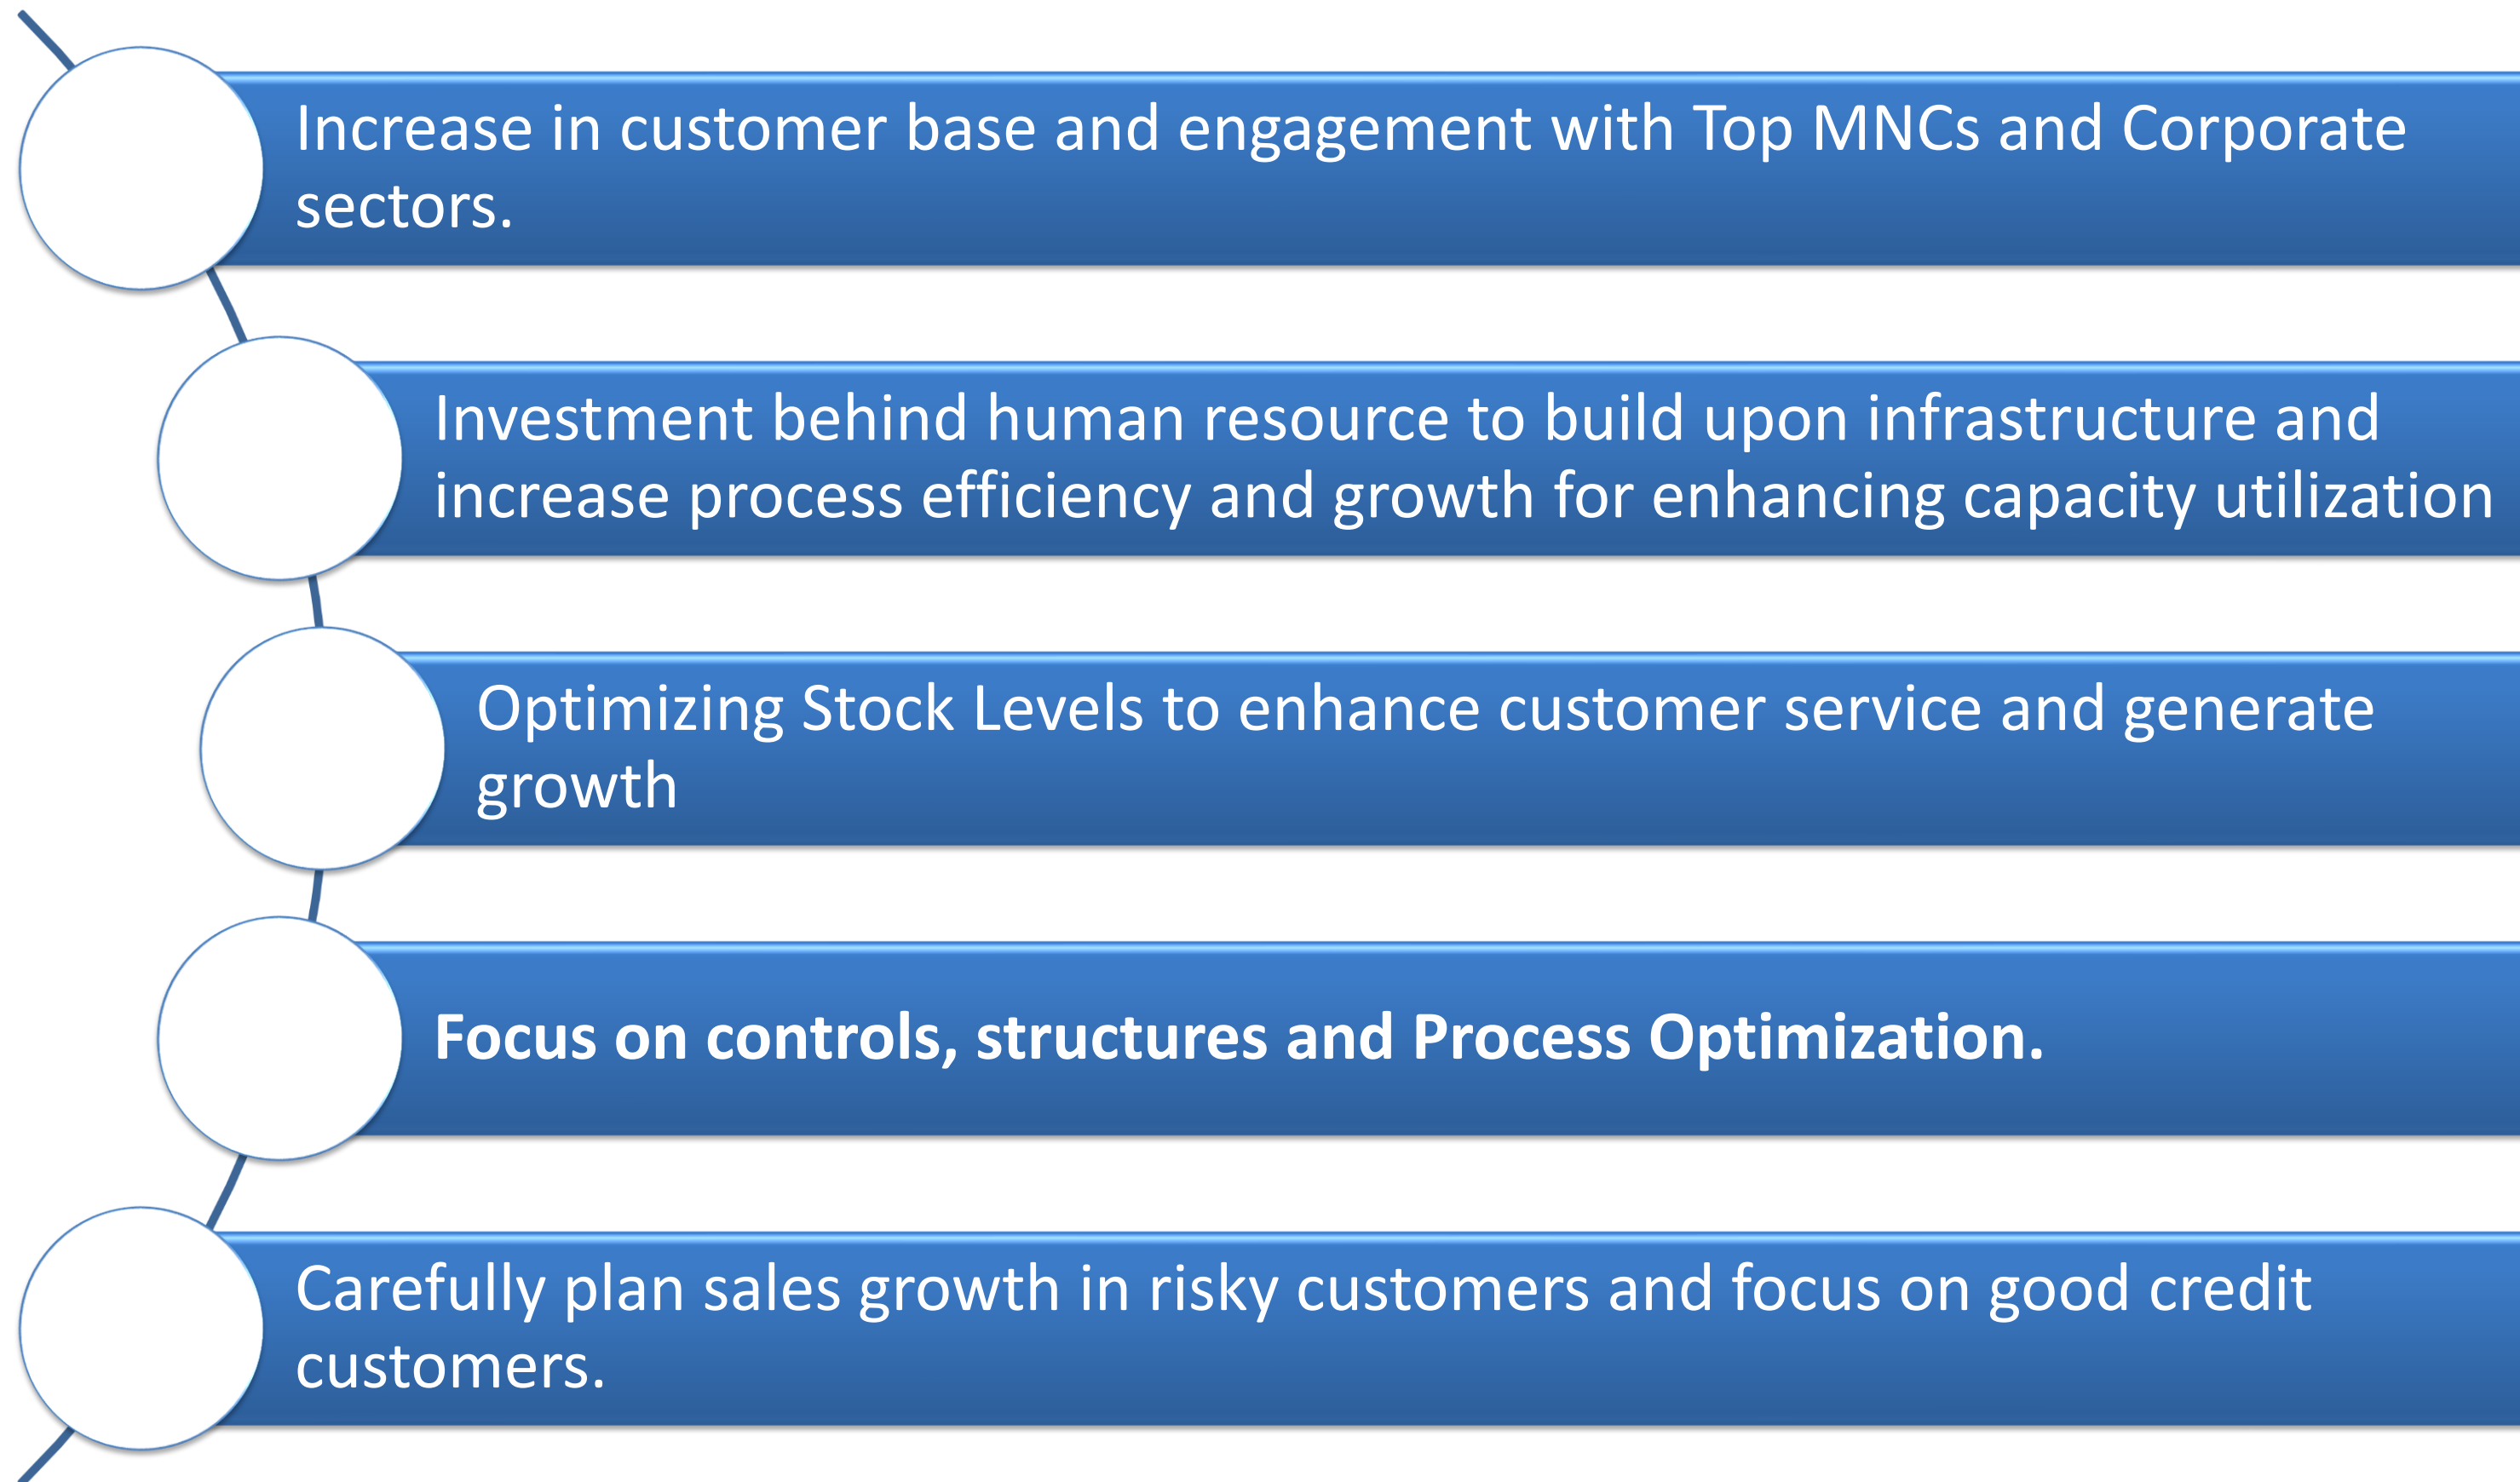 Increase in customer base and engagement with Top MNCs and Corporate
sectors.
Investment behind human resource to build upon infrastructure and
increase process efficiency and growth for enhancing capacity utilization
Optimizing Stock Levels to enhance customer service and generate
growth
Focus on controls, structures and Process Optimization.
Carefully plan sales growth in risky customers and focus on good credit
customers.